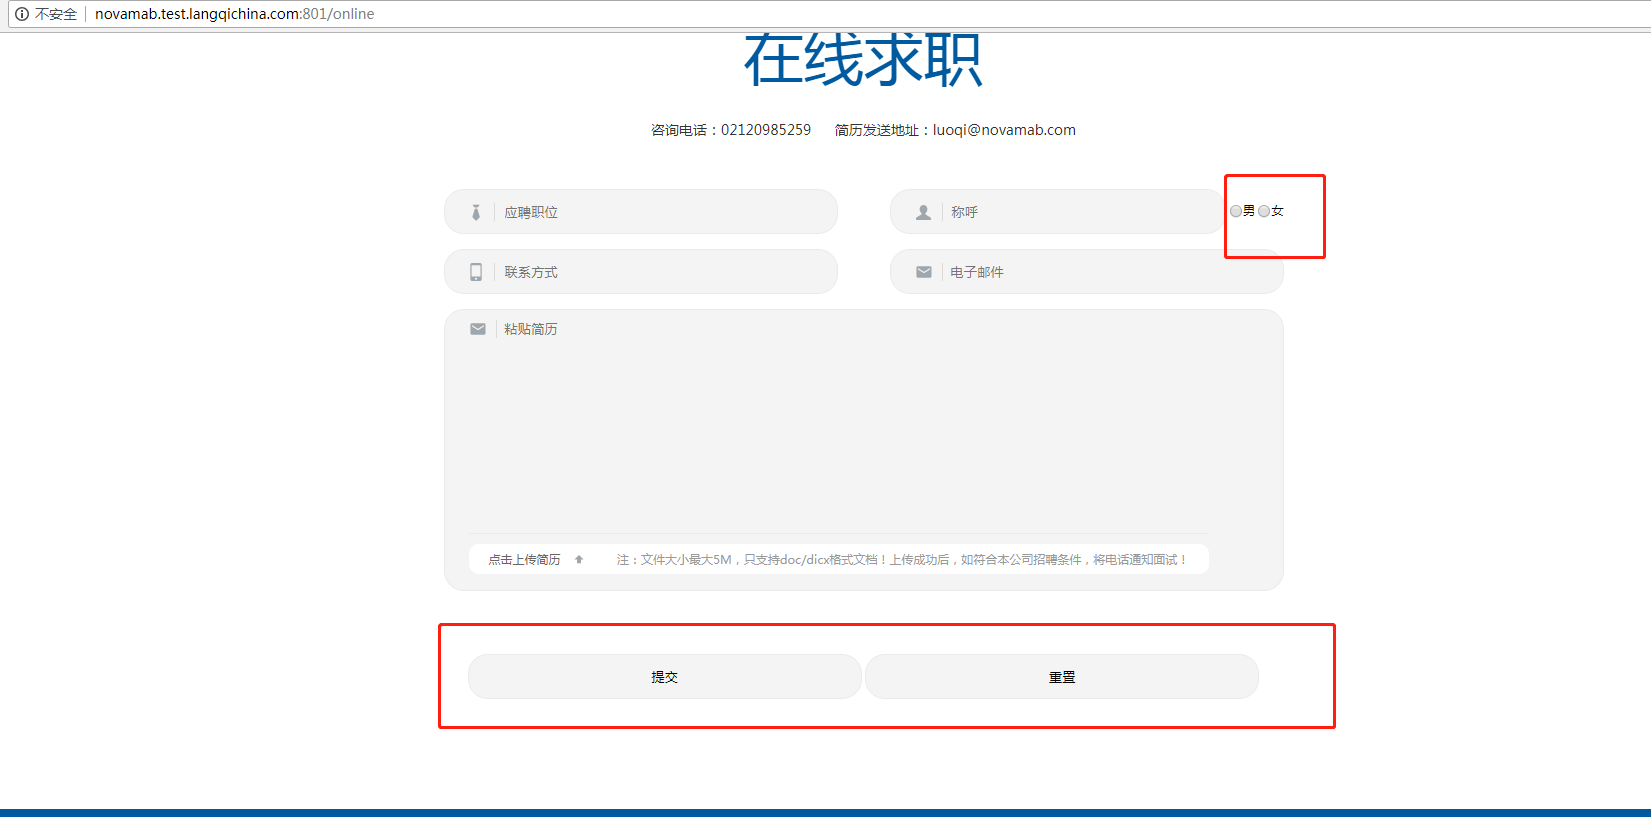 不安全 novamab.test.langqichina.com:801/online
在线求职
咨询电话：02120985259 简历发送地址：luoqi@novamab.com
应聘职位 称呼 男 女
联系方式 电子邮件
粘贴简历
点击上传简历 注：文件大小最大5M，只支持doc/dicx格式文档！上传成功后，如符合本公司招聘条件，将电话通知面试！
提交 重置